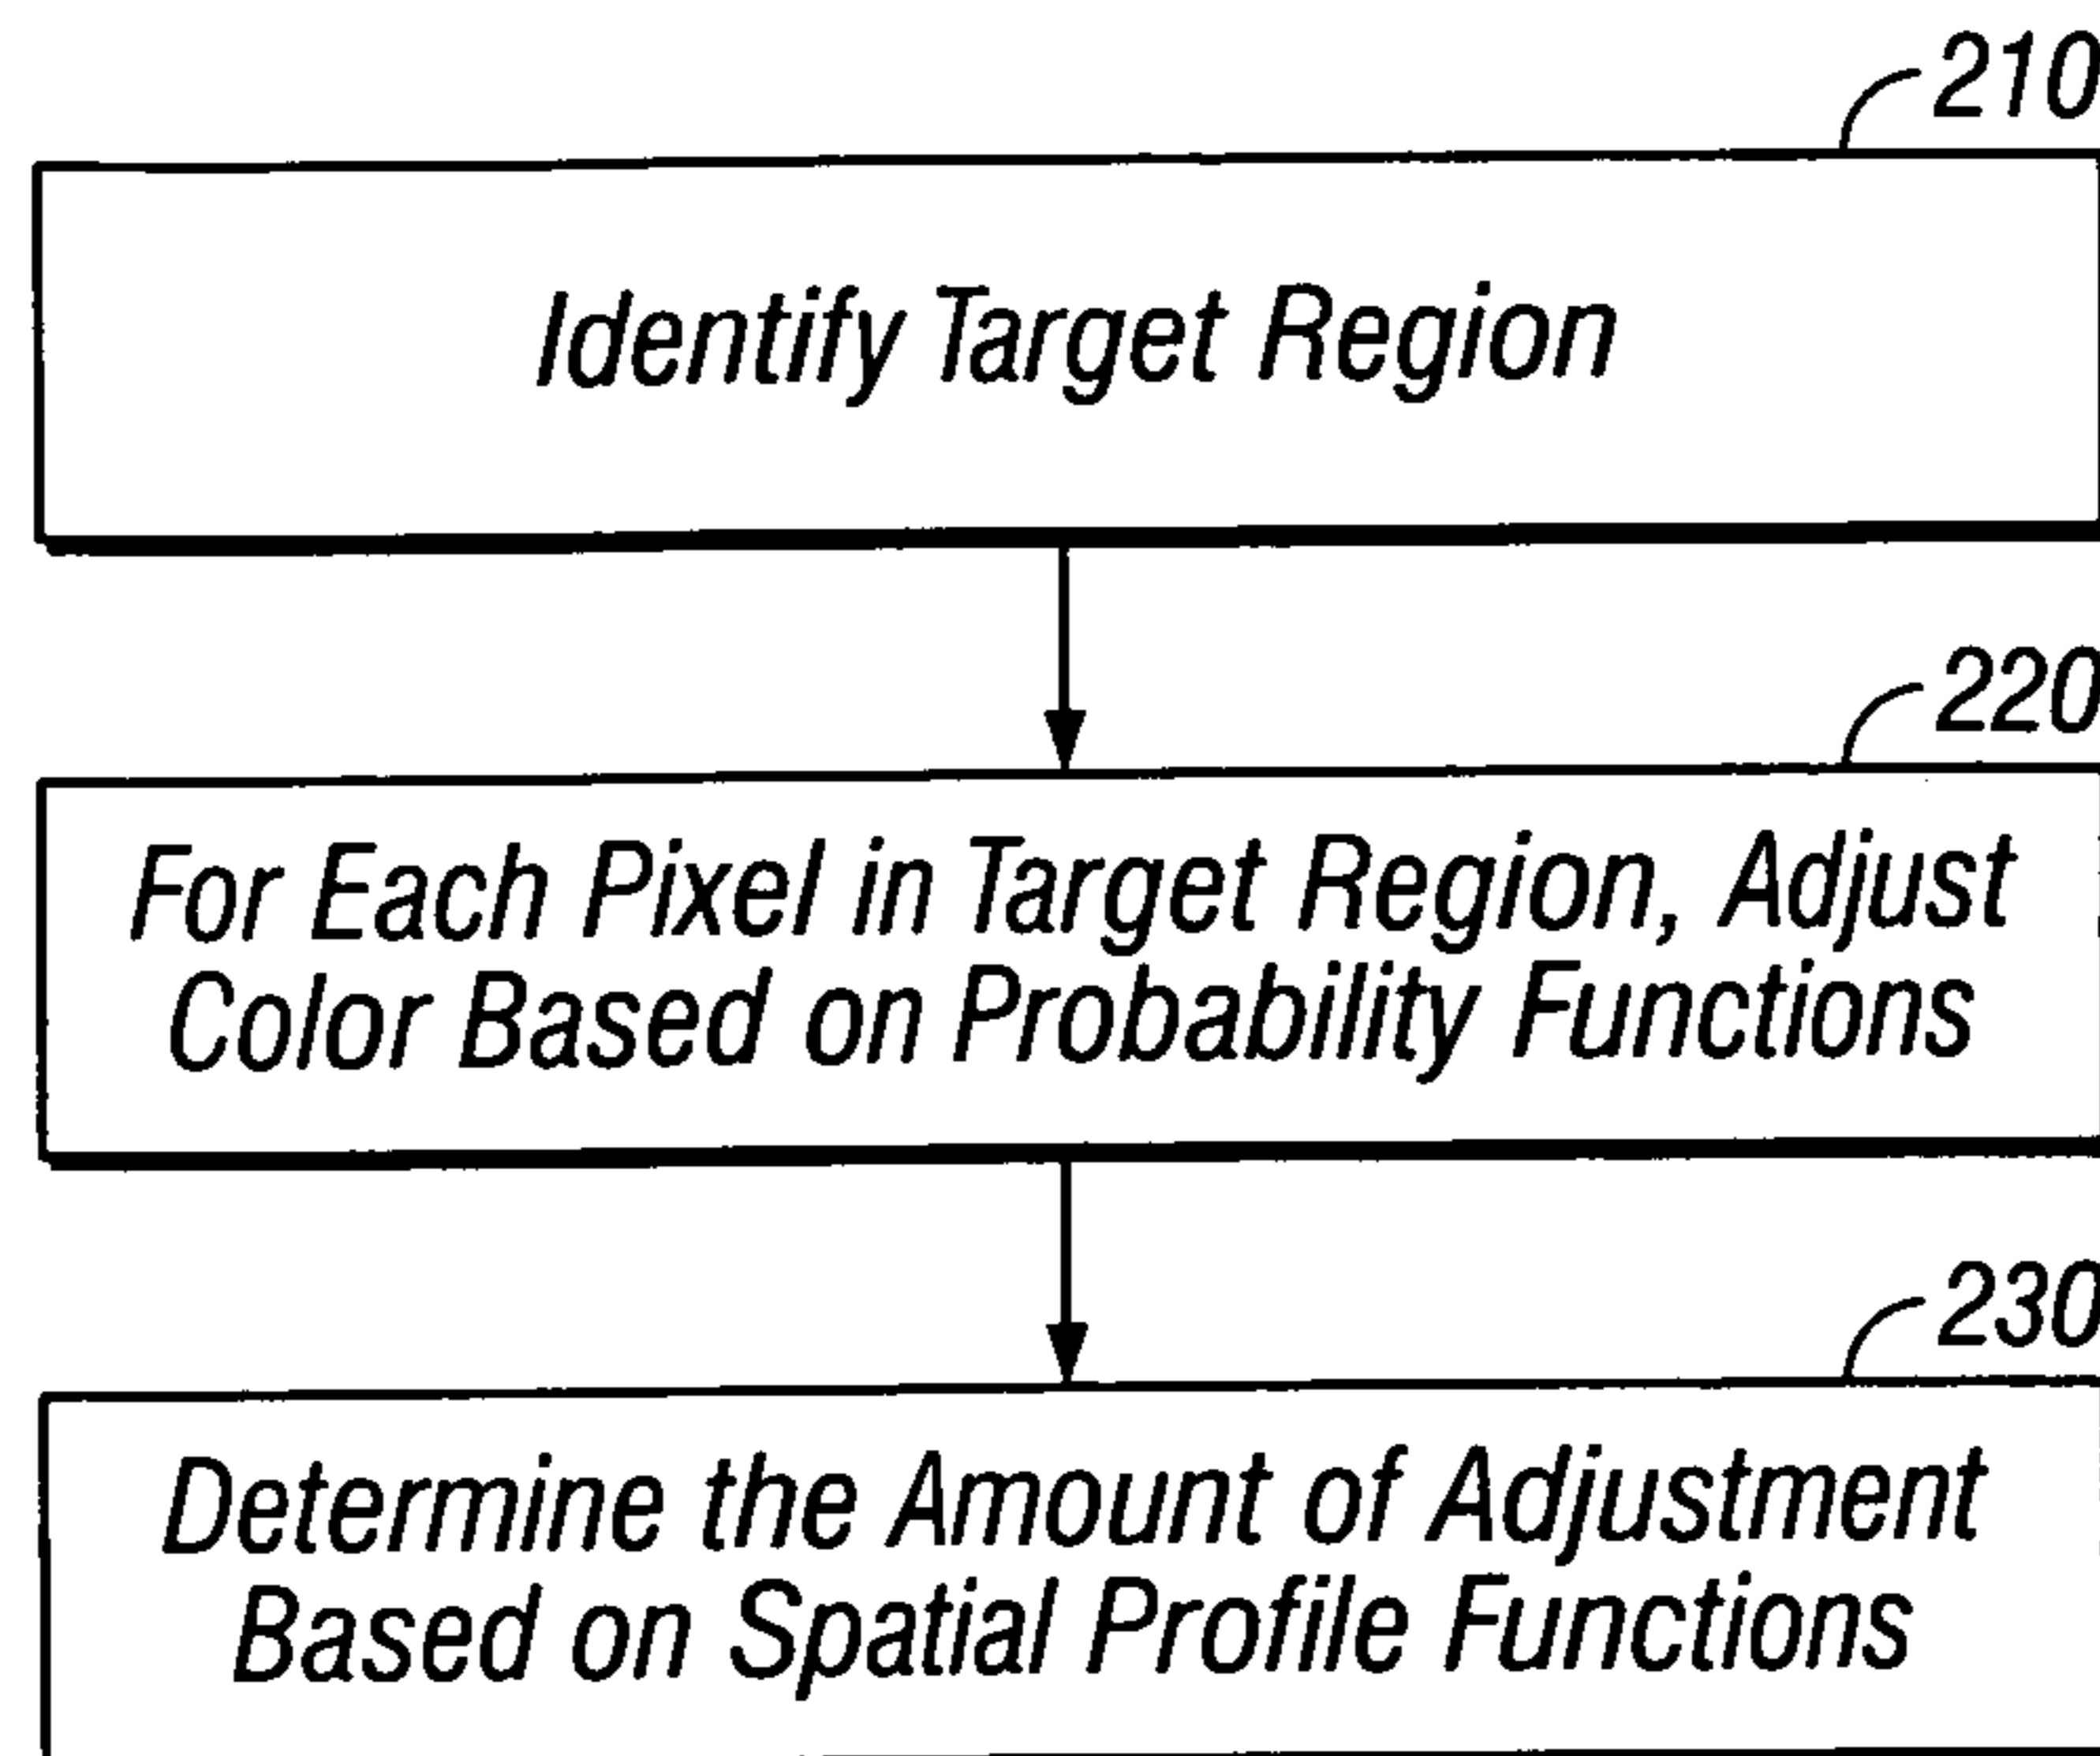 210
Identify Target Region
220
For Each Pixel in Target Region, Adjust
Color Based on Probability Functions
230
Determine the Amount of Adjustment
Based on Spatial Profile Functions